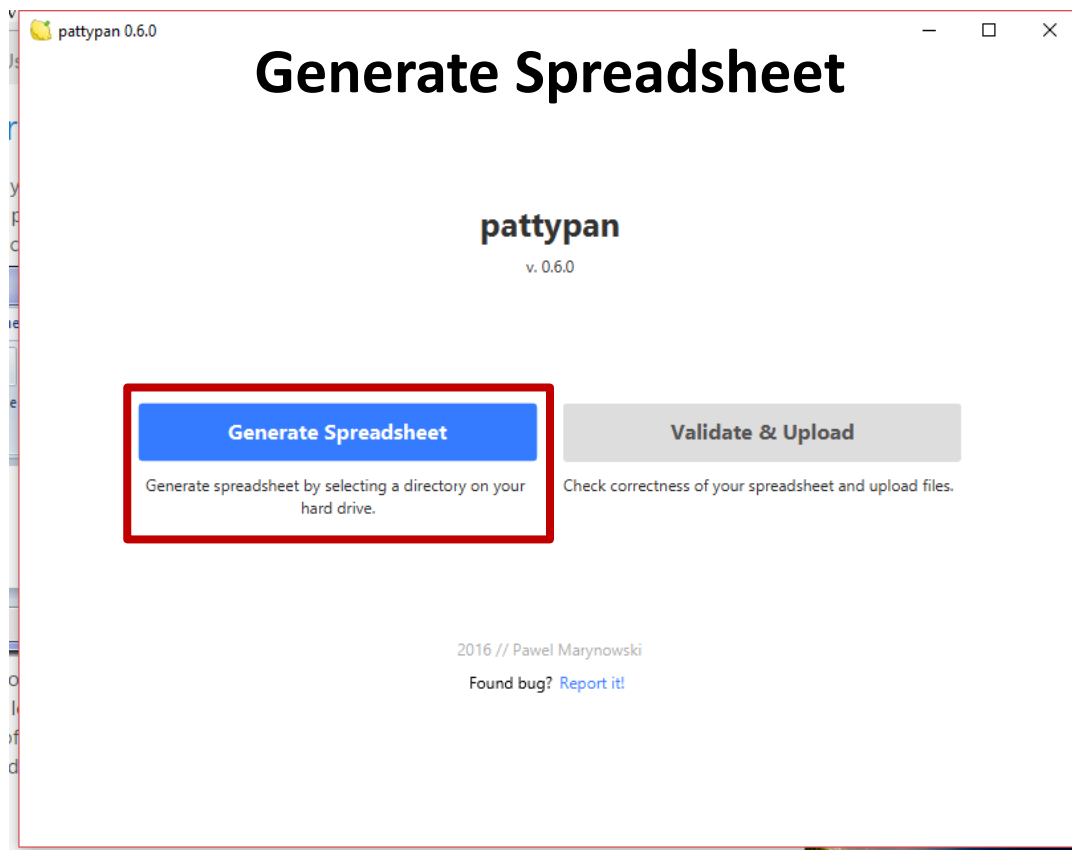 pattypan 0.6.0
Generate Spreadsheet
pattypan
v. 0.6.0
Generate Spreadsheet
Generate spreadsheet by selecting a directory on your
hard drive.
Validate & Upload
Check correctness of your spreadsheet and upload files.
2016 // Pawel Marynowski
Found bug? Report it!